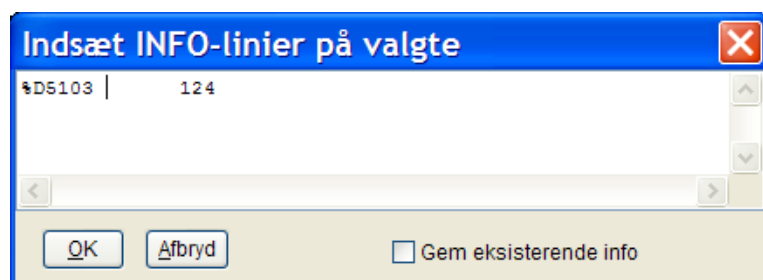 Indsæt INFO-linier på valgte
%D5103        124
OK Afbryd Gem eksisterende info